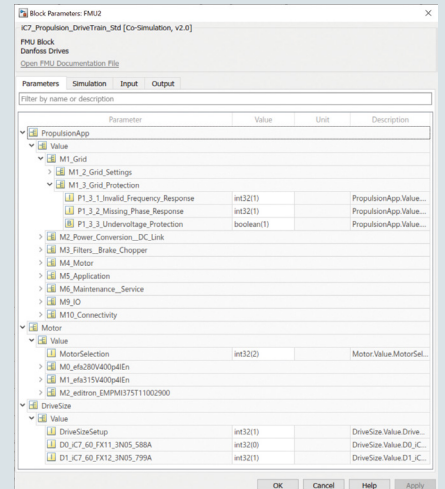 Block Parameters: FMU2
iC7_Propulsion_DriveTrain_Std [Co-Simulation, v2.0]
FMU Block
Danfoss Drives
Open FMU Documentation File
Parameters Simulation Input Output
Filter by name or description
Parameter Value Unit Description
PropulsionApp
Value
M1_Grid
M1_2_Grid_Settings
M1_3_Grid_Protection
P1_3_1_Invalid_Frequency_Response int32(1) PropulsionApp.Value....
P1_3_2_Missing_Phase_Response int32(1) PropulsionApp.Value....
P1_3_3_Undervoltage_Protection boolean(1) PropulsionApp.Value....
M2_Power_Conversion__DC_Link
M3_Filters__Brake_Chopper
M4_Motor
M5_Application
M6_Maintenance__Service
M9_IO
M10_Connectivity
Motor
Value
MotorSelection int32(2) Motor.Value.MotorSel...
M0_efa280V400p4IEn
M1_efa315V400p4IEn
M2_editron_EMPMI375T11002900
DriveSize
Value
DriveSizeSetup int32(1) DriveSize.Value.Drive...
D0_iC7_60_FX11_3N05_588A int32(0) DriveSize.Value.D0_iC...
D1_iC7_60_FX12_3N05_799A int32(1) DriveSize.Value.D1_iC...
OK Cancel Help Apply